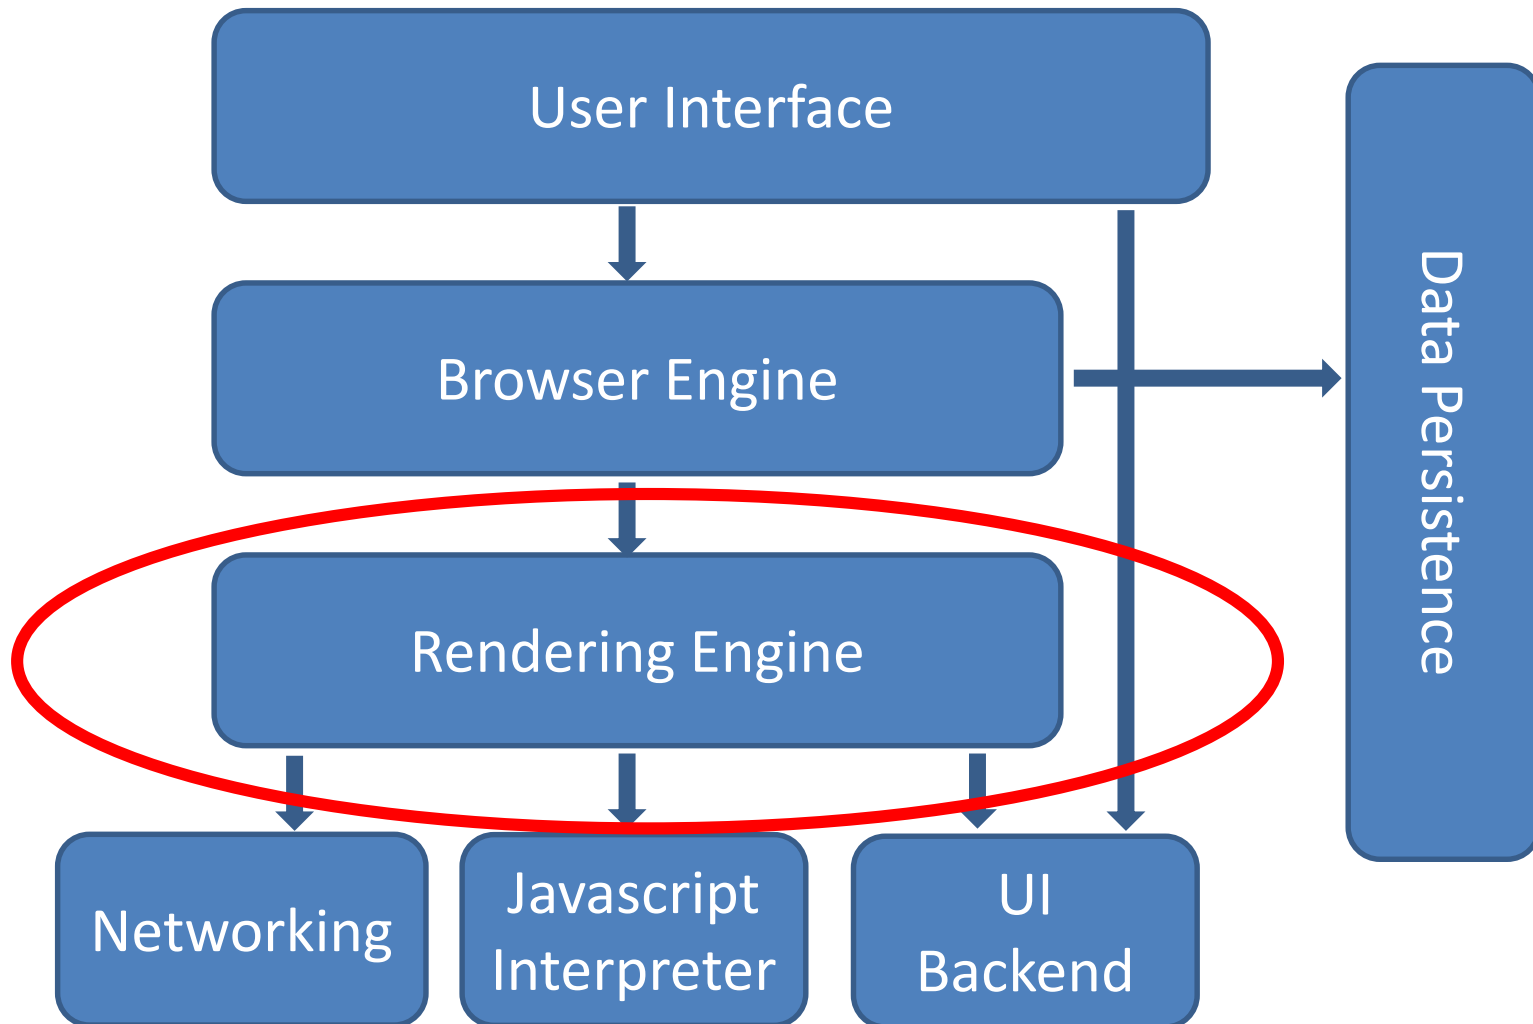 User Interface
Browser Engine
Data Persistence
Rendering Engine
Networking
Javascript
Interpreter
UI
Backend